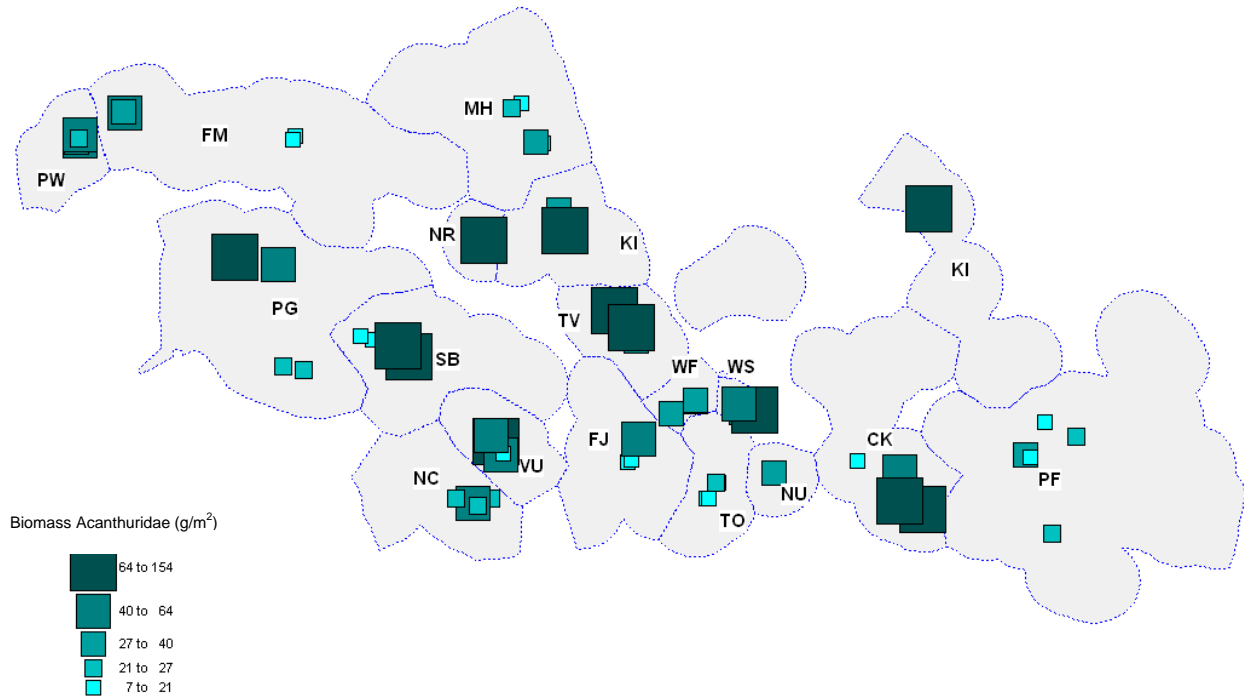 MH
FM
PW
NR
KI
KI
PG
TV
SB
WF
WS
FJ
CK
VU
NC
NU
PF
TO
Biomass Acanthuridae (g/m²)
64 to 154
40 to 64
27 to 40
21 to 27
7 to 21